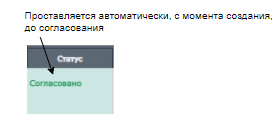 Проставляется автоматически, с момента создания,
до согласования
Статус
Согласовано